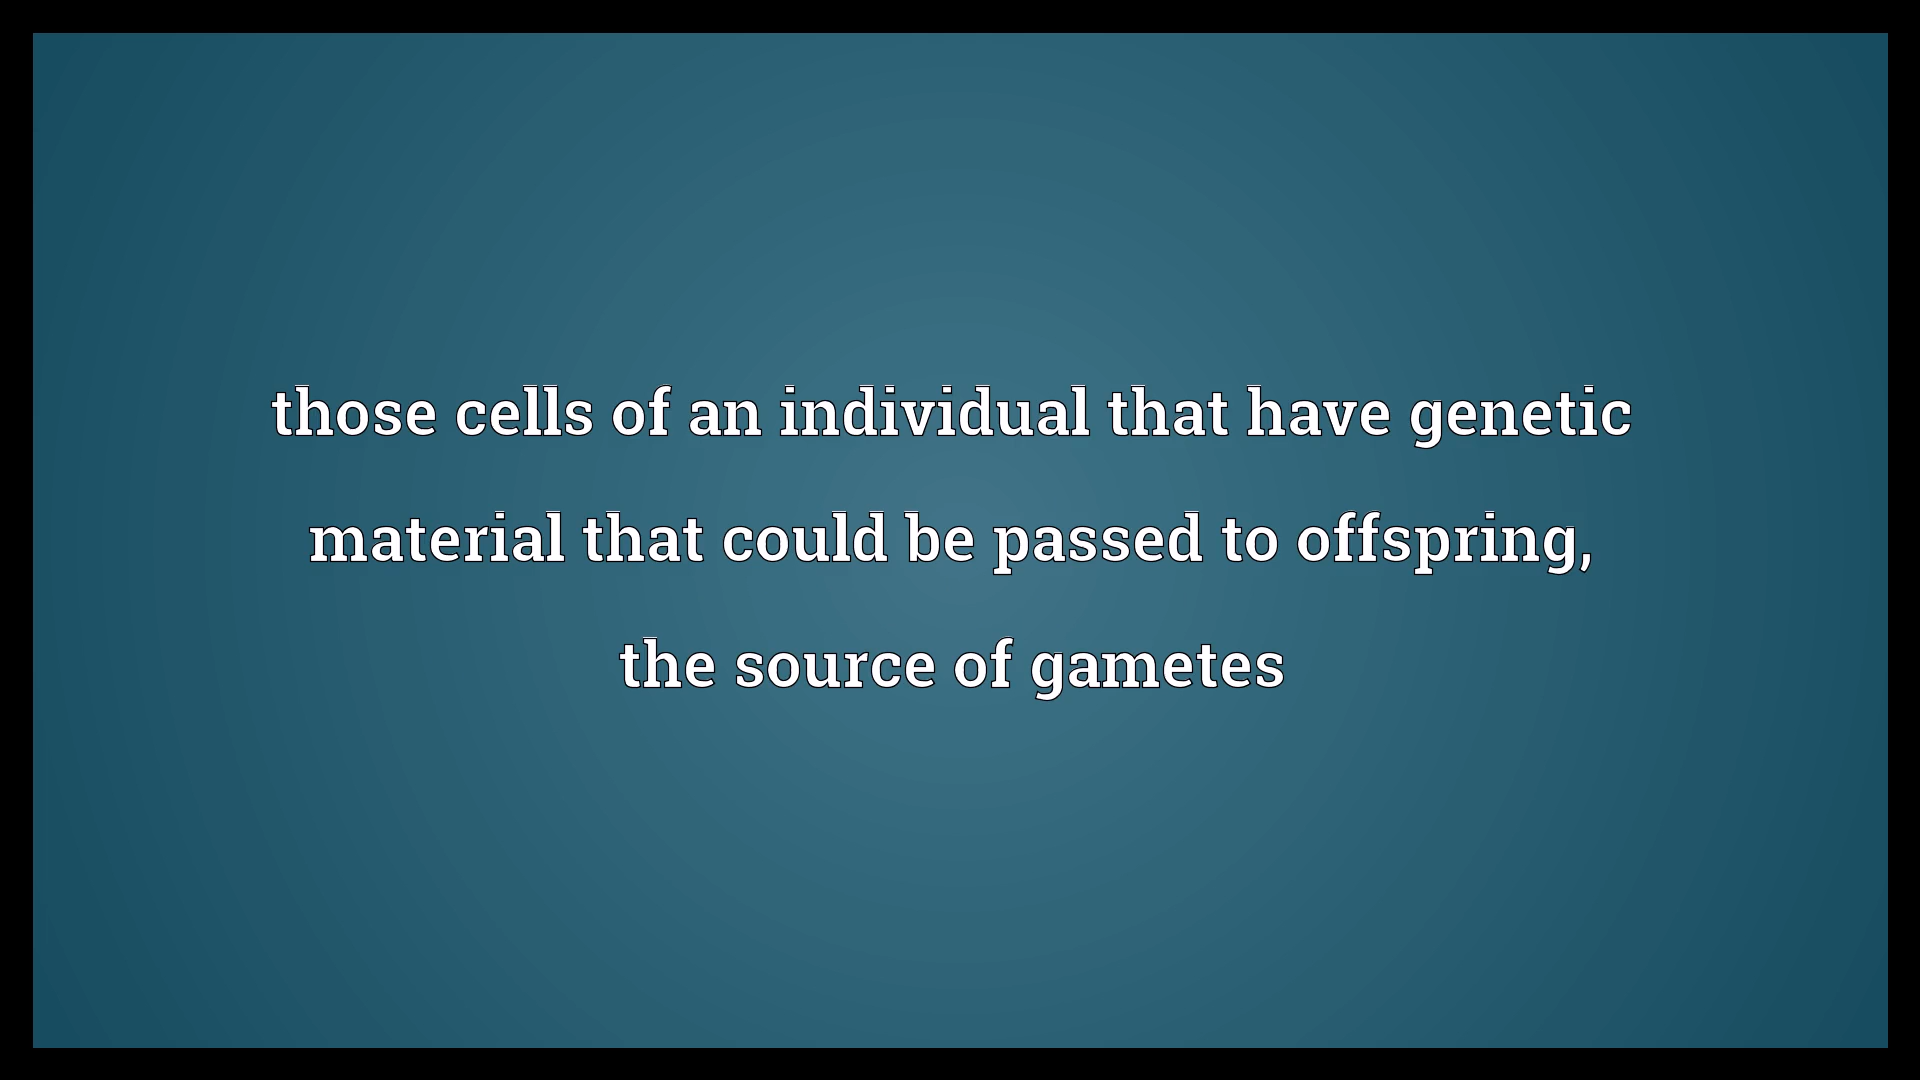 those cells of an individual that have genetic
material that could be passed to offspring,
the source of gametes